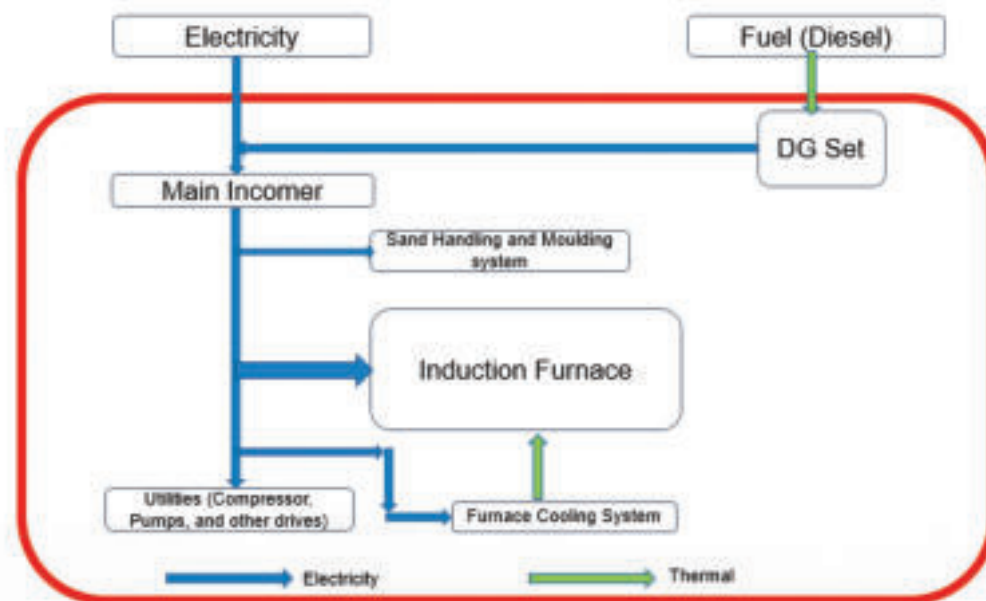 Electricity
Fuel (Diesel)
DG Set
Main Incomer
Sand Handling and Moulding
system
Induction Furnace
Utilities (Compressor,
Pumps, and other drives)
Furnace Cooling System
Electricity
Thermal